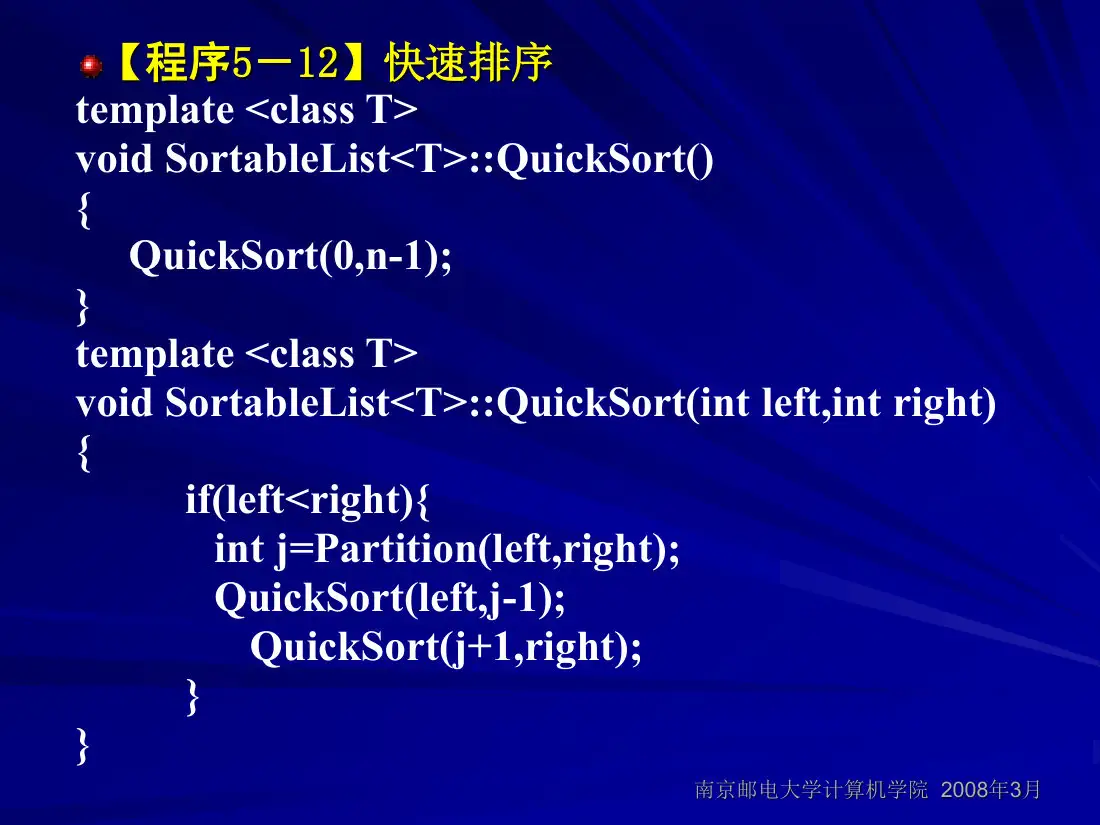 【程序5－12】快速排序
template <class T>
void SortableList<T>::QuickSort()
{
QuickSort(0,n-1);
}
template <class T>
void SortableList<T>::QuickSort(int left,int right)
{
if(left<right){
int j=Partition(left,right);
QuickSort(left,j-1);
QuickSort(j+1,right);
}
}
南京邮电大学计算机学院 2008年3月